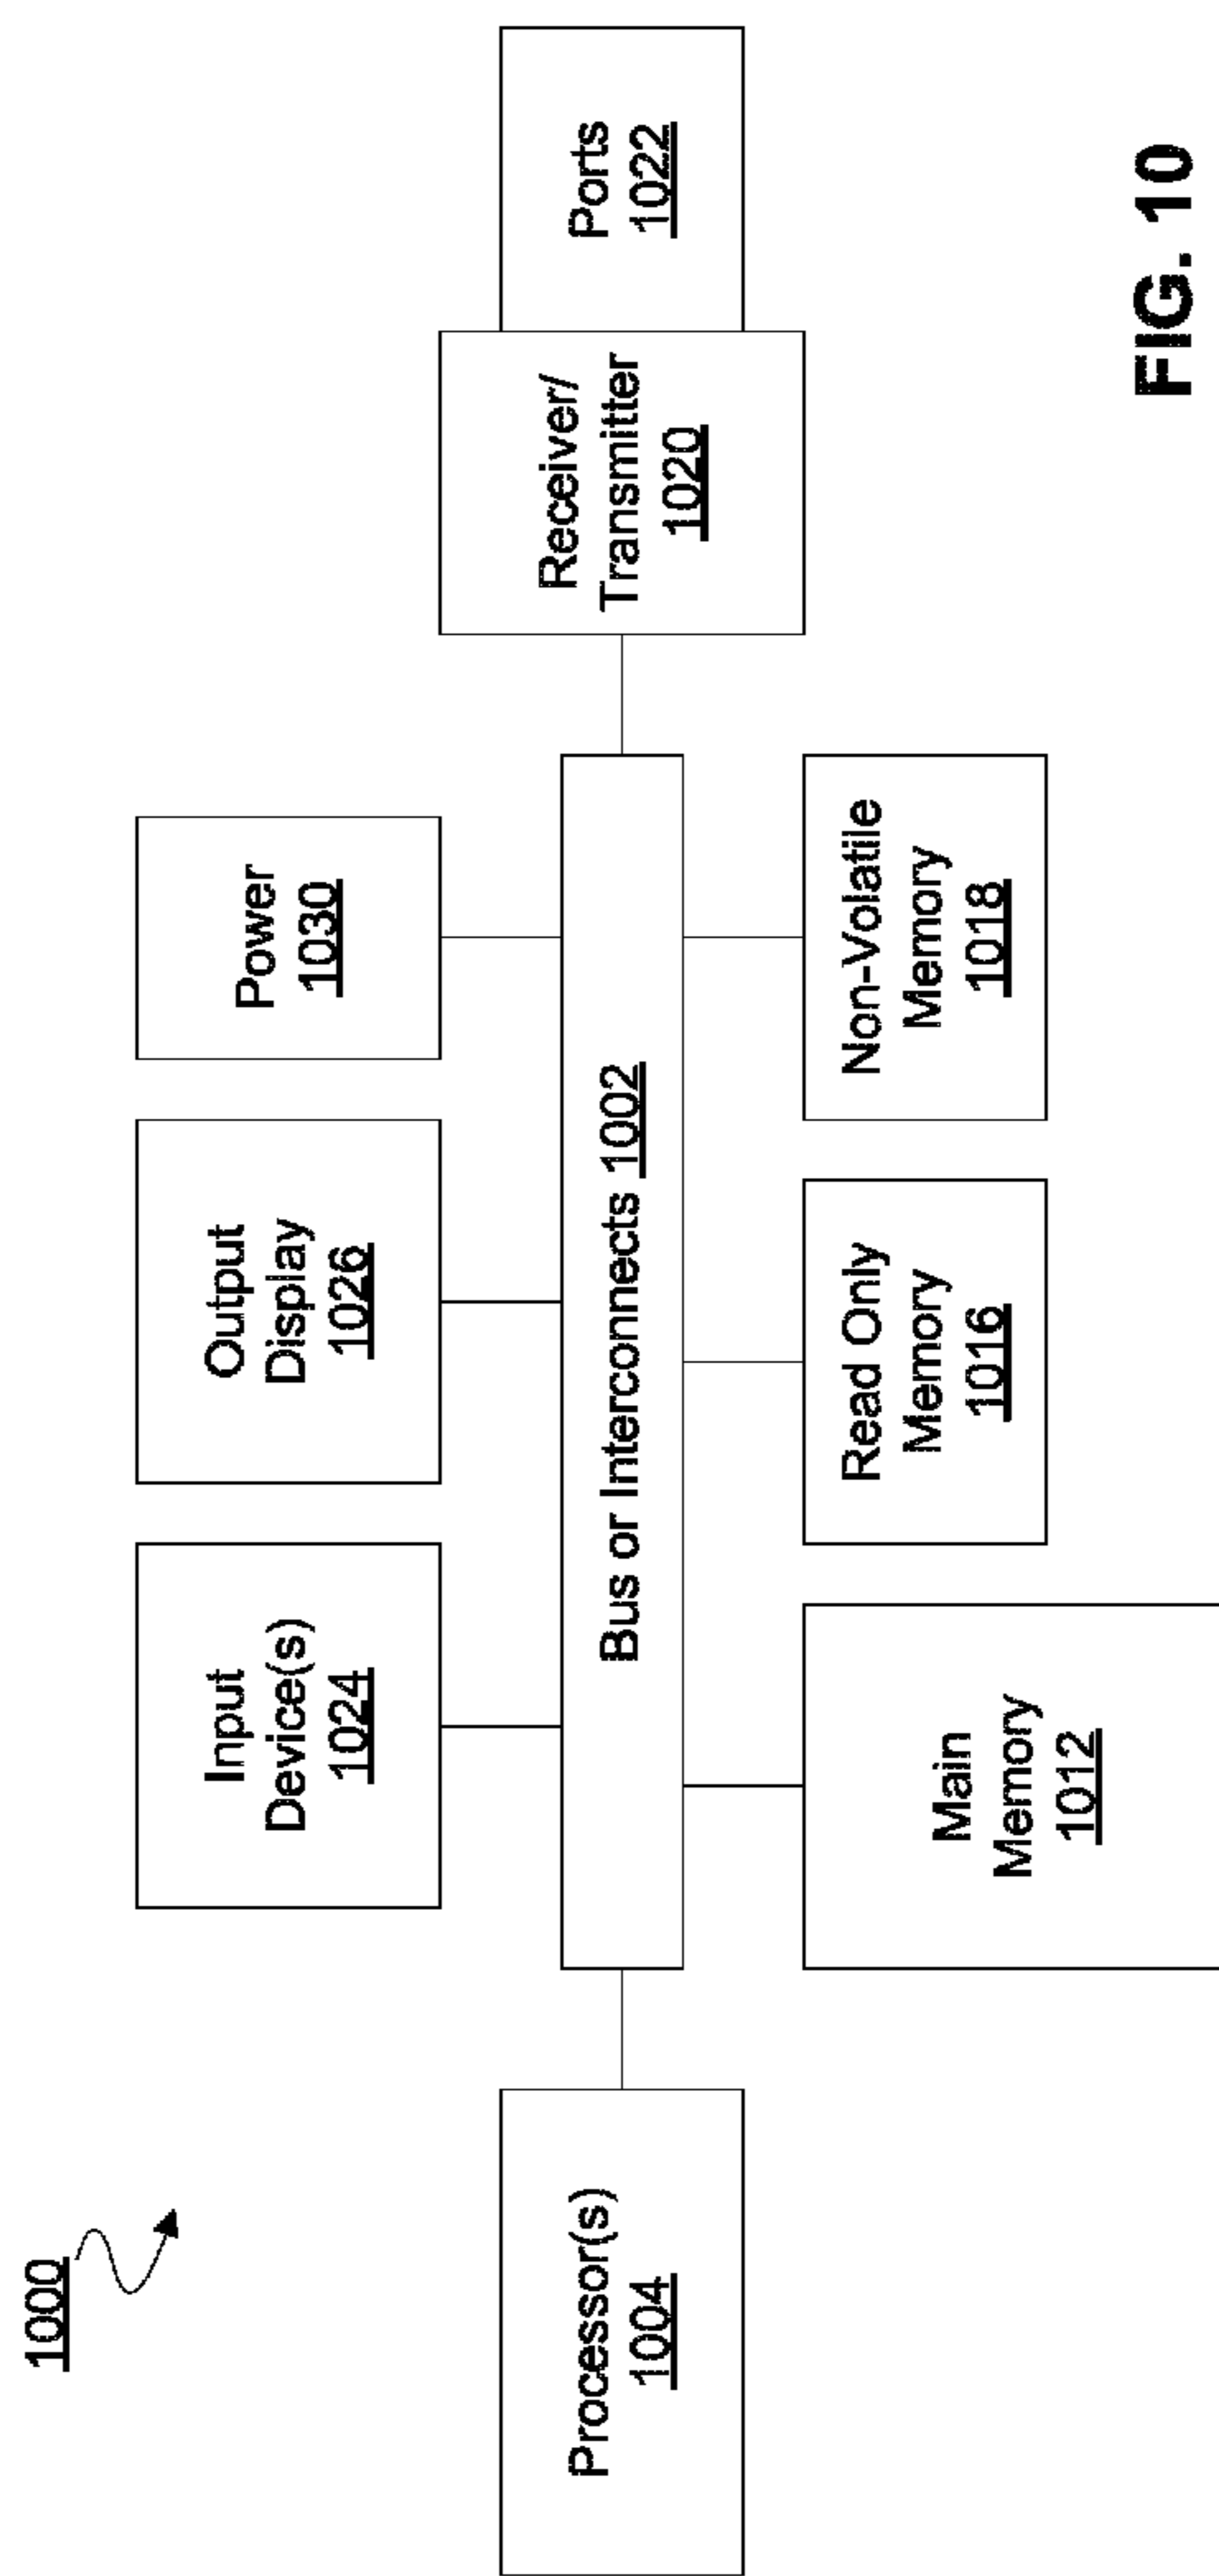 1000
Input
Device(s)
1024
Output
Display
1026
Power
1030
Processor(s)
1004
Bus or Interconnects 1002
Receiver/
Transmitter
1020
Ports
1022
Main
Memory
1012
Read Only
Memory
1016
Non-Volatile
Memory
1018
FIG. 10